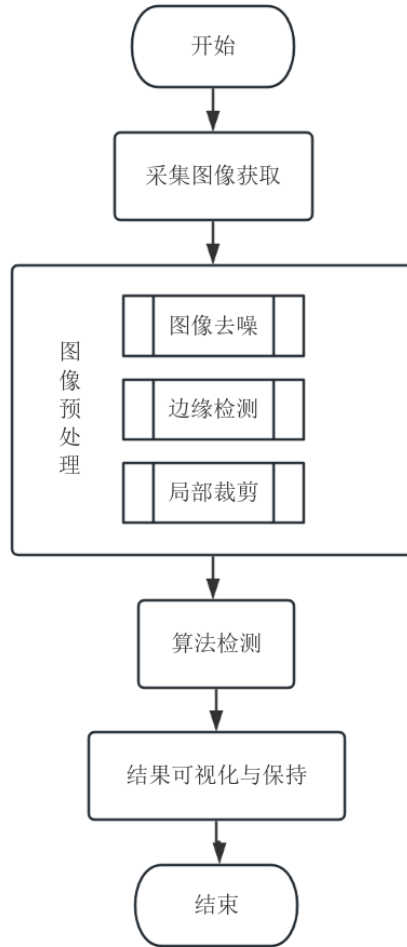 开始
采集图像获取
图像预处理
图像去噪
边缘检测
局部裁剪
算法检测
结果可视化与保持
结束